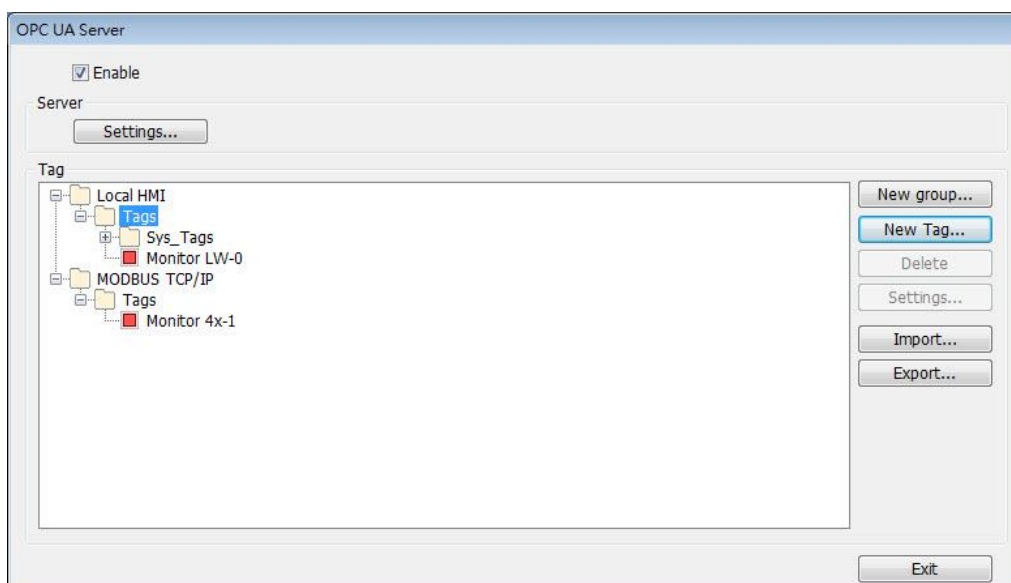 OPC UA Server
Enable
Server
Settings...
Tag
Local HMI
Tags
Sys_Tags
Monitor LW-0
MODBUS TCP/IP
Tags
Monitor 4x-1
New group...
New Tag...
Delete
Settings...
Import...
Export...
Exit